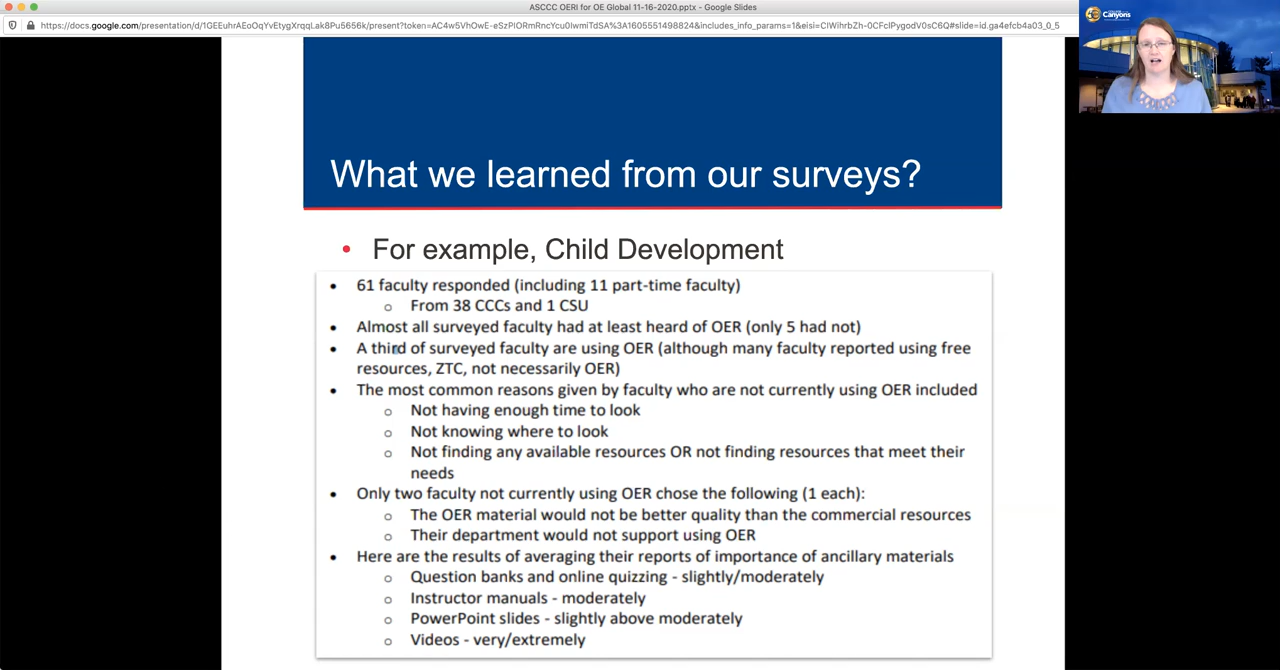 ASCCC OERI for OE Global 11-16-2020.pptx - Google Slides
https://docs.google.com/presentation/d/1GEEuhrAEoOqYvEtygXrqqLak8Pu5656k/present?token=AC4w5VhOwE-eSzPiORmRncYcu0IwmiTdSA%3A1605551498824&includes_info_params=1&eisi=CIWihrbZh-0CFcIPygodV0sC6Q#slide=id.ga4efcb4a03_0_5
Canyons
What we learned from our surveys?
• For example, Child Development
• 61 faculty responded (including 11 part-time faculty)
o From 38 CCCs and 1 CSU
• Almost all surveyed faculty had at least heard of OER (only 5 had not)
• A third of surveyed faculty are using OER (although many faculty reported using free
resources, ZTC, not necessarily OER)
• The most common reasons given by faculty who are not currently using OER included
o Not having enough time to look
o Not knowing where to look
o Not finding any available resources OR not finding resources that meet their
needs
• Only two faculty not currently using OER chose the following (1 each):
o The OER material would not be better quality than the commercial resources
o Their department would not support using OER
• Here are the results of averaging their reports of importance of ancillary materials
o Question banks and online quizzing - slightly/moderately
o Instructor manuals - moderately
o PowerPoint slides - slightly above moderately
o Videos - very/extremely